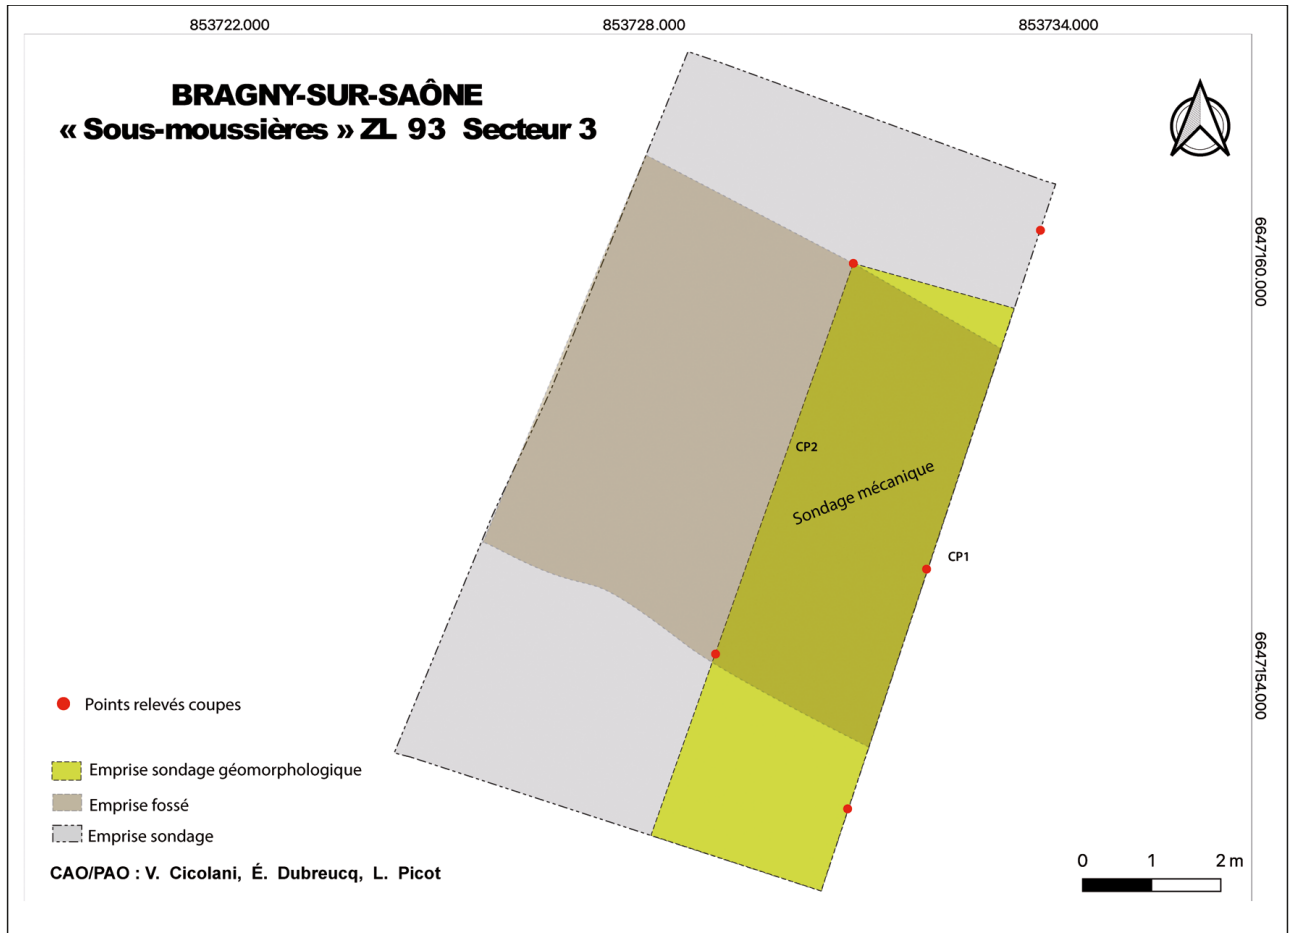 853722.000 853728.000 853734.000
BRAGNY-SUR-SAÔNE
« Sous-moussières » ZL 93 Secteur 3
6647160.000
CP2
Sondage mécanique
CP1
6647154.000
Points relevés coupes
Emprise sondage géomorphologique
Emprise fossé
Emprise sondage
CAO/PAO : V. Cicolani, É. Dubreucq, L. Picot
0 1 2 m